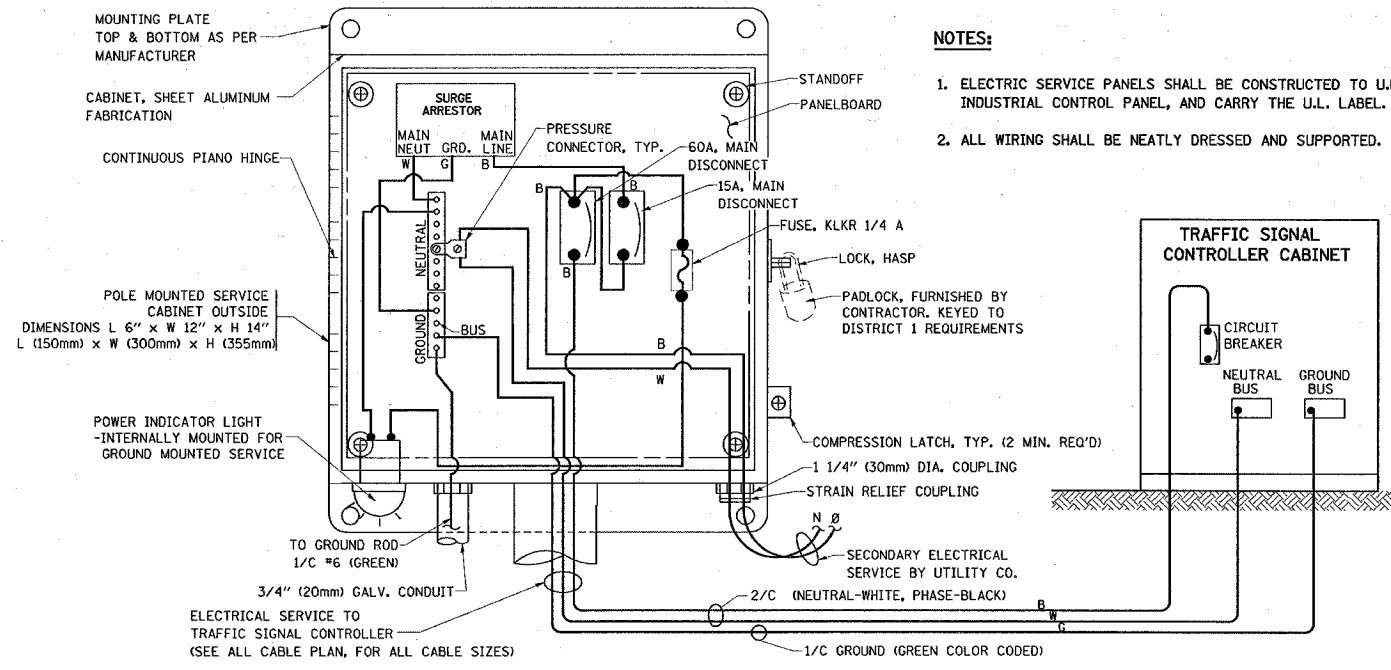 MOUNTING PLATE
TOP & BOTTOM AS PER
MANUFACTURER
CABINET, SHEET ALUMINUM
FABRICATION
CONTINUOUS PIANO HINGE
POLE MOUNTED SERVICE
CABINET OUTSIDE
DIMENSIONS L 6" x W 12" x H 14"
L (150mm) x W (300mm) x H (355mm)
POWER INDICATOR LIGHT
-INTERNALLY MOUNTED FOR
GROUND MOUNTED SERVICE
SURGE
ARRESTOR
MAIN
NEUT
GRD.
MAIN
LINE
W
G
B
NEUTRAL
GROUND
BUS
PRESSURE
CONNECTOR, TYP.
60A, MAIN
DISCONNECT
15A, MAIN
DISCONNECT
B
B
B
B
W
STANDOFF
PANELBOARD
FUSE, KLKR 1/4 A
LOCK, HASP
PADLOCK, FURNISHED BY
CONTRACTOR. KEYED TO
DISTRICT 1 REQUIREMENTS
COMPRESSION LATCH, TYP. (2 MIN. REQ'D)
1 1/4" (30mm) DIA. COUPLING
STRAIN RELIEF COUPLING
N Ø
SECONDARY ELECTRICAL
SERVICE BY UTILITY CO.
TO GROUND ROD
1/C #6 (GREEN)
3/4" (20mm) GALV. CONDUIT
ELECTRICAL SERVICE TO
TRAFFIC SIGNAL CONTROLLER
(SEE ALL CABLE PLAN, FOR ALL CABLE SIZES)
2/C (NEUTRAL-WHITE, PHASE-BLACK)
1/C GROUND (GREEN COLOR CODED)
B
W
G
NOTES:
1. ELECTRIC SERVICE PANELS SHALL BE CONSTRUCTED TO U.
INDUSTRIAL CONTROL PANEL, AND CARRY THE U.L. LABEL.
2. ALL WIRING SHALL BE NEATLY DRESSED AND SUPPORTED.
TRAFFIC SIGNAL
CONTROLLER CABINET
CIRCUIT
BREAKER
NEUTRAL
BUS
GROUND
BUS